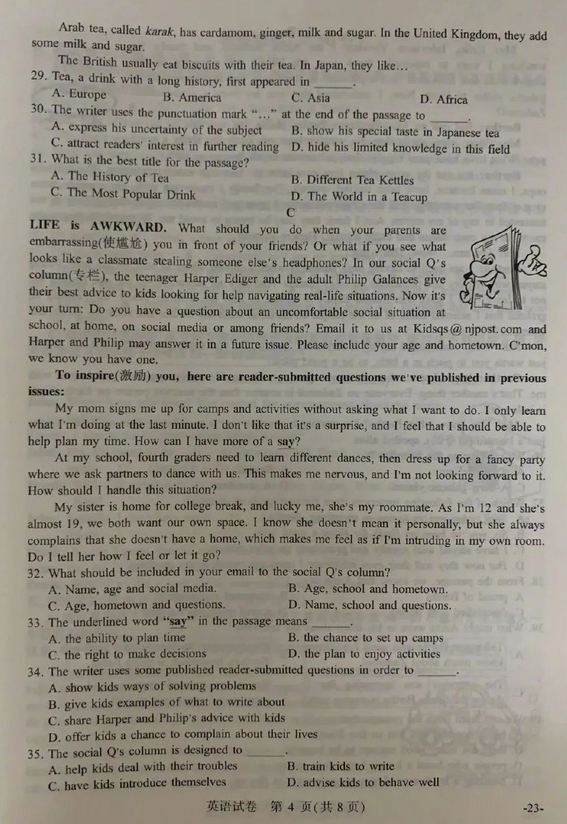 Arab tea, called karak, has cardamom, ginger, milk and sugar. In the United Kingdom, they add
some milk and sugar.
The British usually eat biscuits with their tea. In Japan, they like…
29. Tea, a drink with a long history, first appeared in ______.
A. Europe B. America C. Asia D. Africa
30. The writer uses the punctuation mark “…” at the end of the passage to ______.
A. express his uncertainty of the subject B. show his special taste in Japanese tea
C. attract readers' interest in further reading D. hide his limited knowledge in this field
31. What is the best title for the passage?
A. The History of Tea B. Different Tea Kettles
C. The Most Popular Drink D. The World in a Teacup
C
LIFE is AWKWARD. What should you do when your parents are
embarrassing(使尴尬) you in front of your friends? Or what if you see what
looks like a classmate stealing someone else's headphones? In our social Q's
column(专栏), the teenager Harper Ediger and the adult Philip Galances give
their best advice to kids looking for help navigating real-life situations. Now it's
your turn: Do you have a question about an uncomfortable social situation at
school, at home, on social media or among friends? Email it to us at Kidsqs@njpost.com and
Harper and Philip may answer it in a future issue. Please include your age and hometown. C'mon,
we know you have one.
To inspire(激励) you, here are reader-submitted questions we've published in previous
issues:
My mom signs me up for camps and activities without asking what I want to do. I only learn
what I'm doing at the last minute. I don't like that it's a surprise, and I feel that I should be able to
help plan my time. How can I have more of a say?
At my school, fourth graders need to learn different dances, then dress up for a fancy party
where we ask partners to dance with us. This makes me nervous, and I'm not looking forward to it.
How should I handle this situation?
My sister is home for college break, and lucky me, she's my roommate. As I'm 12 and she's
almost 19, we both want our own space. I know she doesn't mean it personally, but she always
complains that she doesn't have a home, which makes me feel as if I'm intruding in my own room.
Do I tell her how I feel or let it go?
32. What should be included in your email to the social Q's column?
A. Name, age and social media. B. Age, school and hometown.
C. Age, hometown and questions. D. Name, school and questions.
33. The underlined word “say” in the passage means ______.
A. the ability to plan time B. the chance to set up camps
C. the right to make decisions D. the plan to enjoy activities
34. The writer uses some published reader-submitted questions in order to ______.
A. show kids ways of solving problems
B. give kids examples of what to write about
C. share Harper and Philip's advice with kids
D. offer kids a chance to complain about their lives
35. The social Q's column is designed to ______.
A. help kids deal with their troubles B. train kids to write
C. have kids introduce themselves D. advise kids to behave well
英语试卷 第 4 页(共 8 页)
-23-